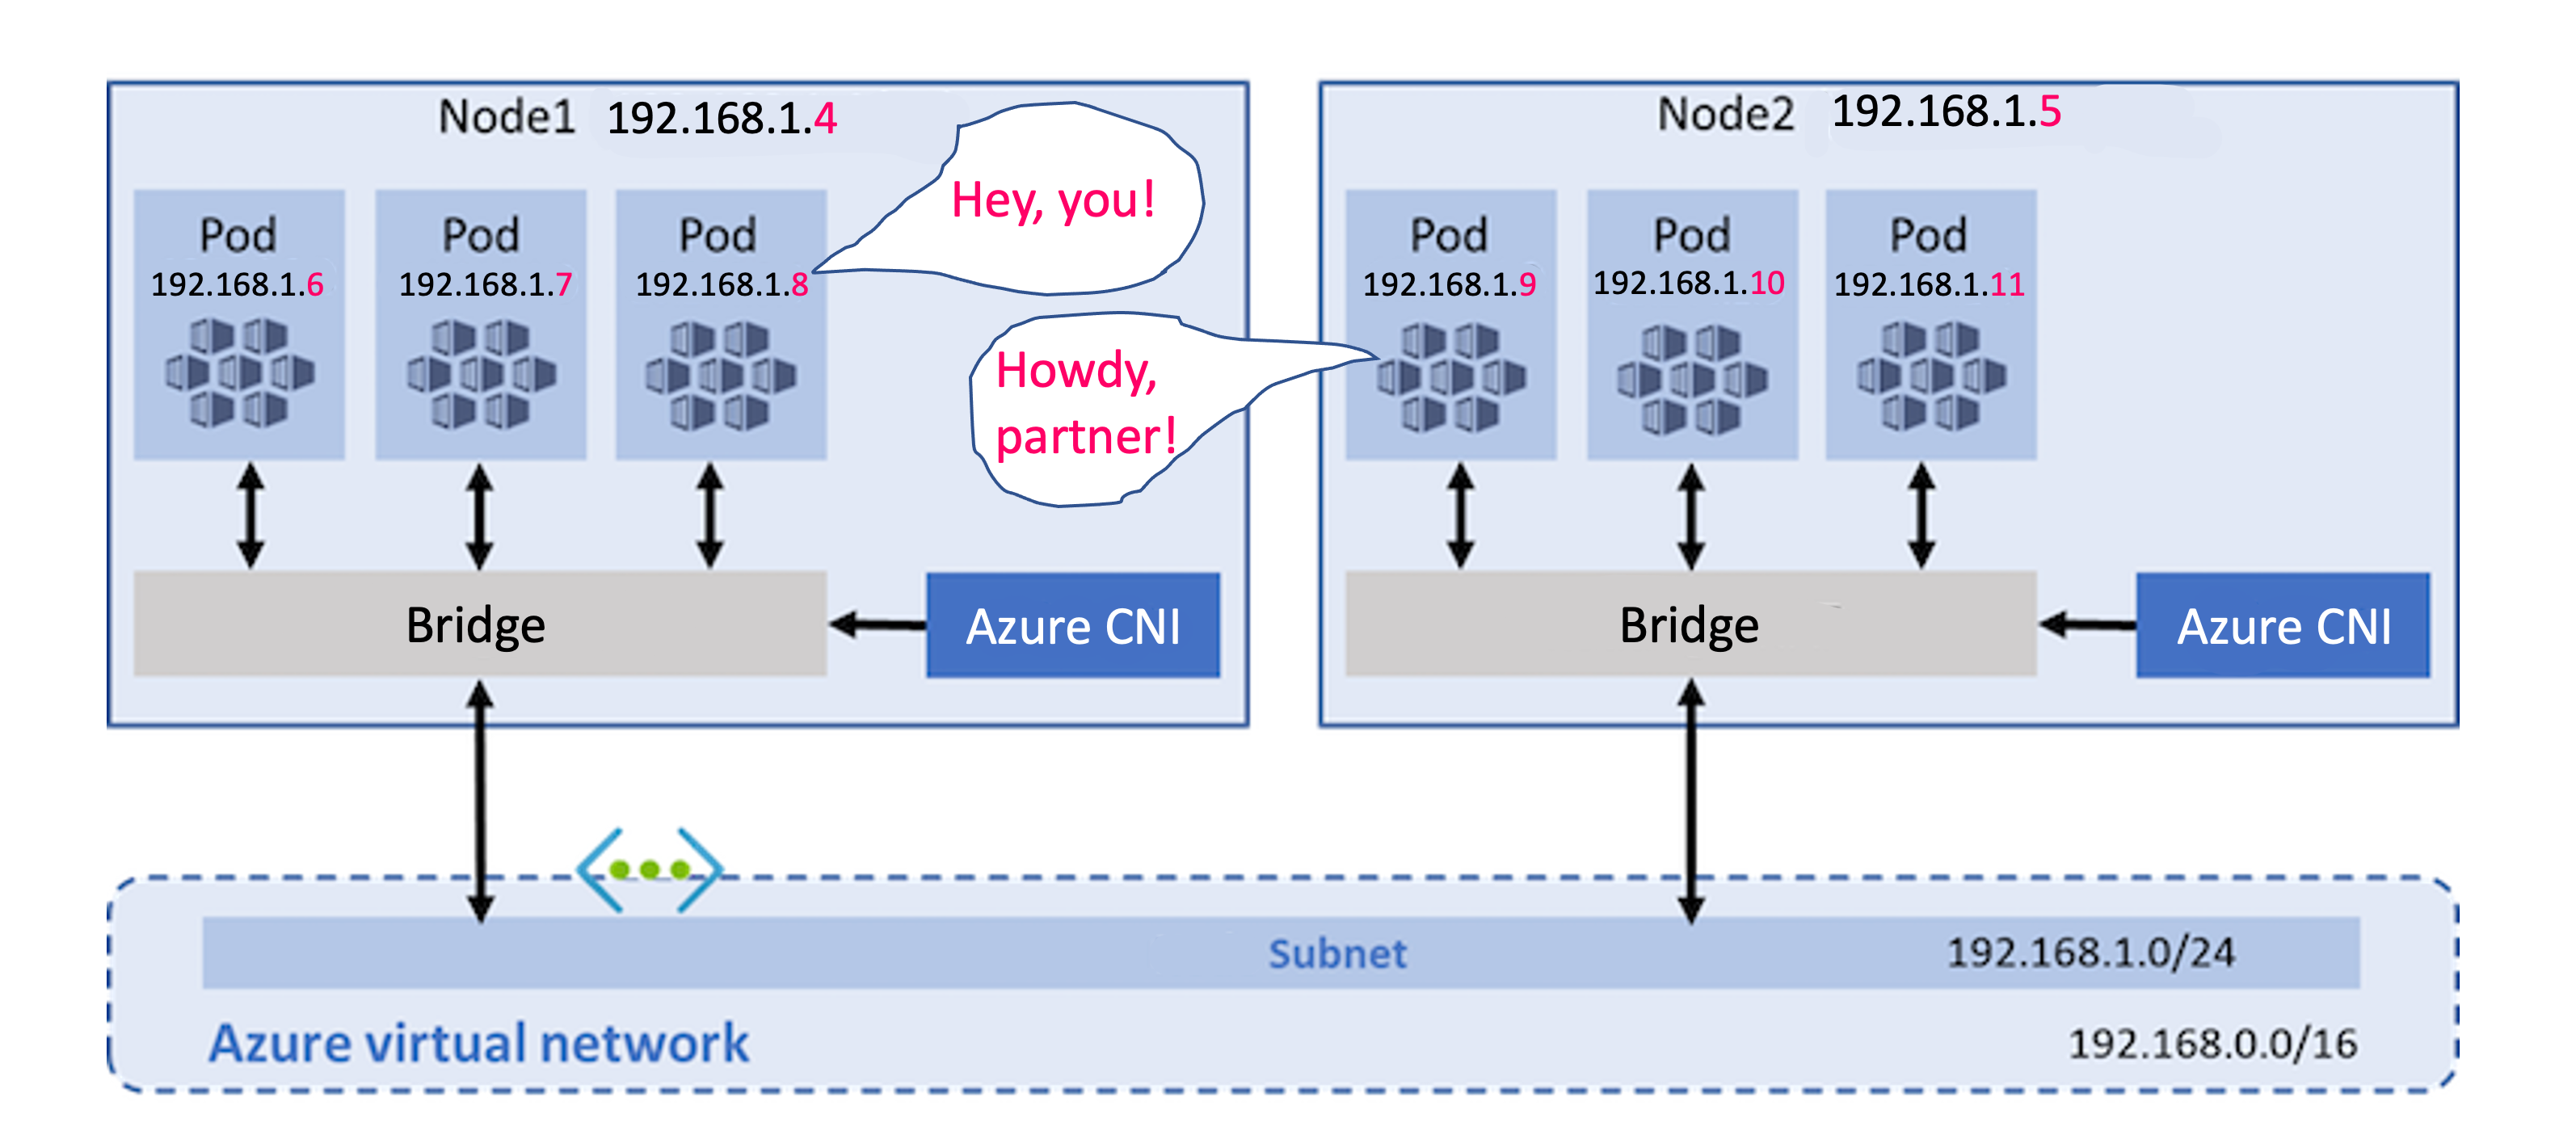 Node1 192.168.1.4
Pod
192.168.1.6
Pod
192.168.1.7
Pod
192.168.1.8
Hey, you!
Howdy,
partner!
Bridge
Azure CNI
Node2 192.168.1.5
Pod
192.168.1.9
Pod
192.168.1.10
Pod
192.168.1.11
Bridge
Azure CNI
Subnet 192.168.1.0/24
Azure virtual network 192.168.0.0/16